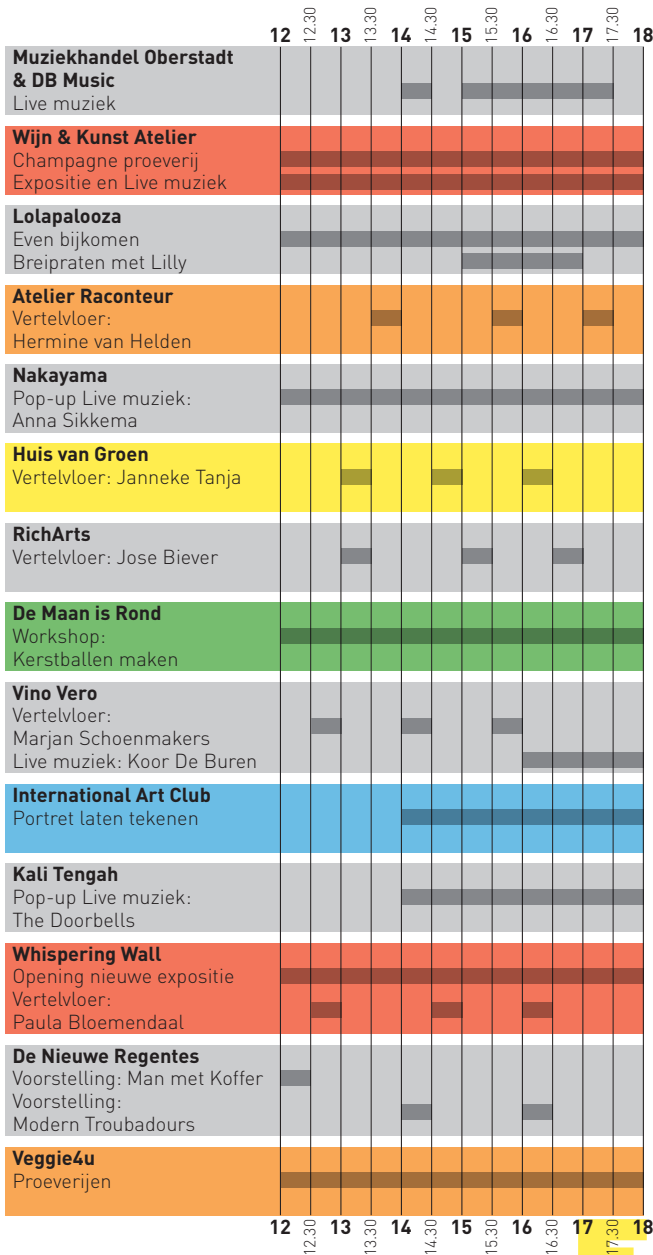 12 12.30 13 13.30 14 14.30 15 15.30 16 16.30 17 17.30 18
Muziekhandel Oberstadt
& DB Music
Live muziek
Wijn & Kunst Atelier
Champagne proeverij
Expositie en Live muziek
Lolapalooza
Even bijkomen
Breipraten met Lilly
Atelier Raconteur
Vertelvloer:
Hermine van Helden
Nakayama
Pop-up Live muziek:
Anna Sikkema
Huis van Groen
Vertelvloer: Janneke Tanja
RichArts
Vertelvloer: Jose Biever
De Maan is Rond
Workshop:
Kerstballen maken
Vino Vero
Vertelvloer:
Marjan Schoenmakers
Live muziek: Koor De Buren
International Art Club
Portret laten tekenen
Kali Tengah
Pop-up Live muziek:
The Doorbells
Whispering Wall
Opening nieuwe expositie
Vertelvloer:
Paula Bloemendaal
De Nieuwe Regentes
Voorstelling: Man met Koffer
Voorstelling:
Modern Troubadours
Veggie4u
Proeverijen
12 12.30 13 13.30 14 14.30 15 15.30 16 16.30 17 17.30 18